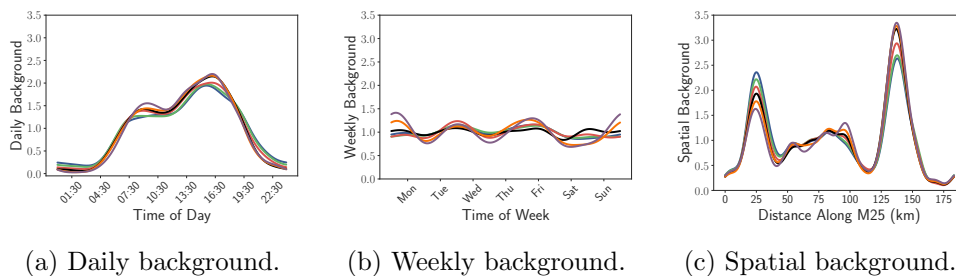 3.5
3.0
2.5
2.0
1.5
1.0
0.5
0.0
Daily Background
01:30
04:30
07:30
10:30
13:30
16:30
19:30
22:30
Time of Day
(a) Daily background.
3.5
3.0
2.5
2.0
1.5
1.0
0.5
0.0
Weekly Background
Mon
Tue
Wed
Thu
Fri
Sat
Sun
Time of Week
(b) Weekly background.
3.5
3.0
2.5
2.0
1.5
1.0
0.5
0.0
Spatial Background
0
25
50
75
100
125
150
175
Distance Along M25 (km)
(c) Spatial background.